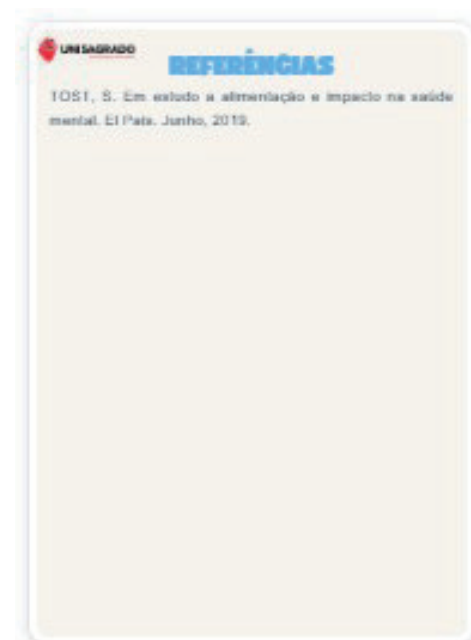 UNISAGRADO
REFERÊNCIAS
TOST, S. Em estudo a alimentação e impacto na saúde
mental. El País. Junho, 2019.